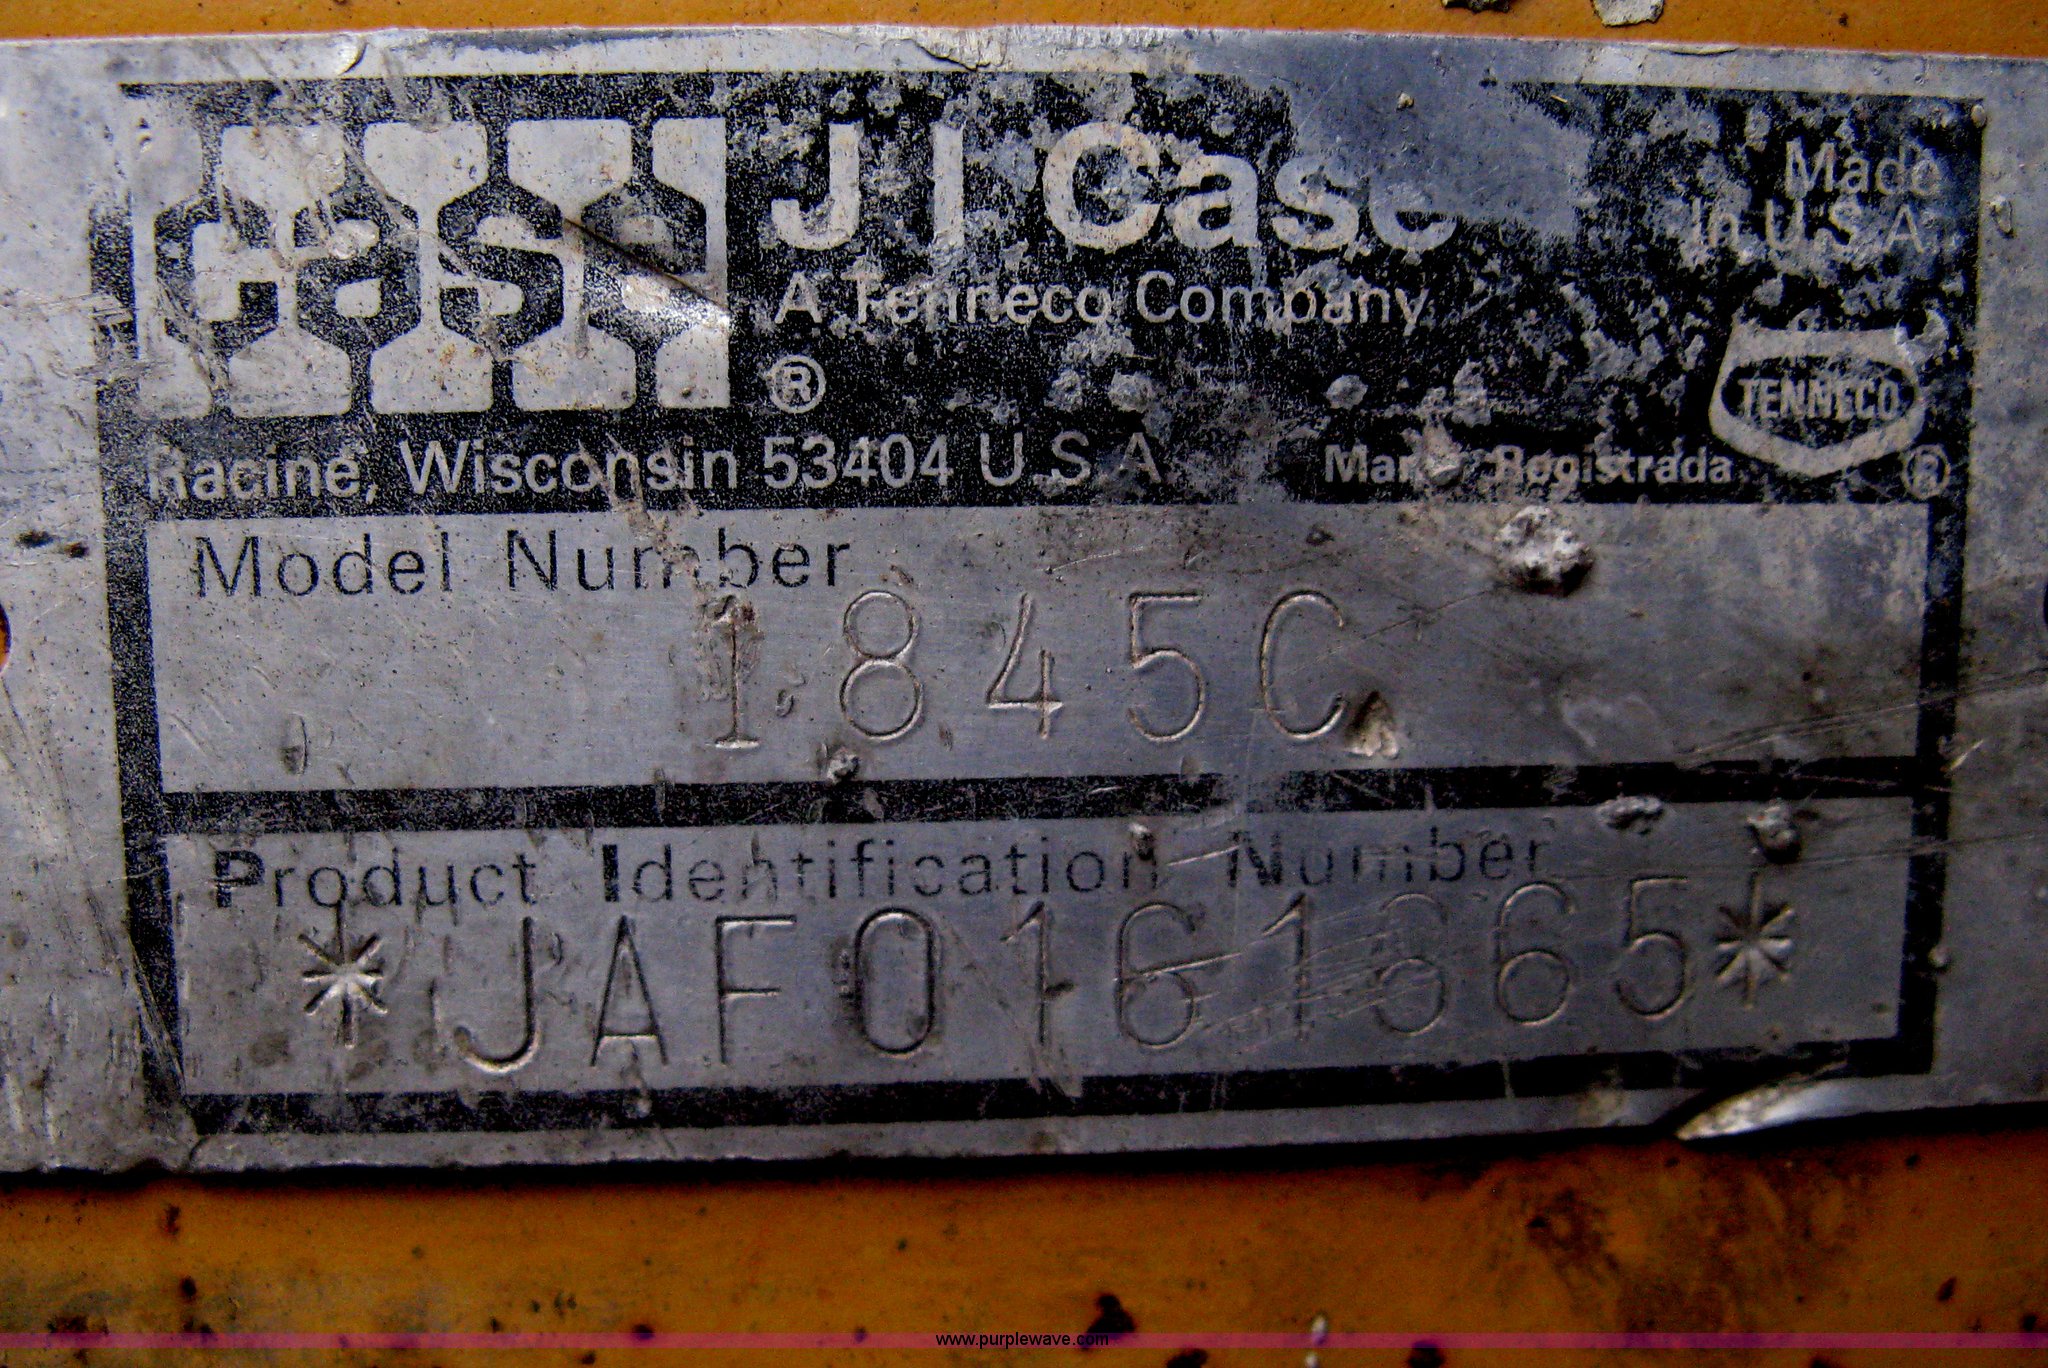 case
J I Case
A Tenneco Company
Made
In U.S.A.
®
TENNECO
®
Racine, Wisconsin 53404 U S A
Registrada
Model Number
1845C
Product Identification Number
www.purplewave.com